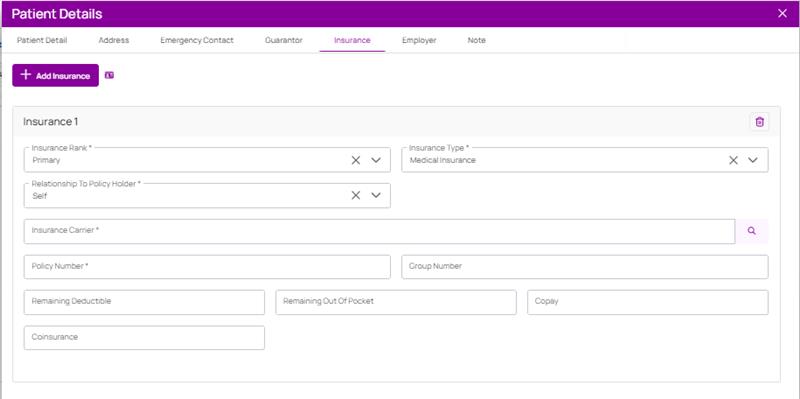 Patient Details
Patient Detail Address Emergency Contact Guarantor Insurance Employer Note
Add Insurance
Insurance 1
Insurance Rank * Insurance Type *
Primary Medical Insurance
Relationship To Policy Holder *
Self
Insurance Carrier *
Policy Number * Group Number
Remaining Deductible Remaining Out Of Pocket Copay
Coinsurance